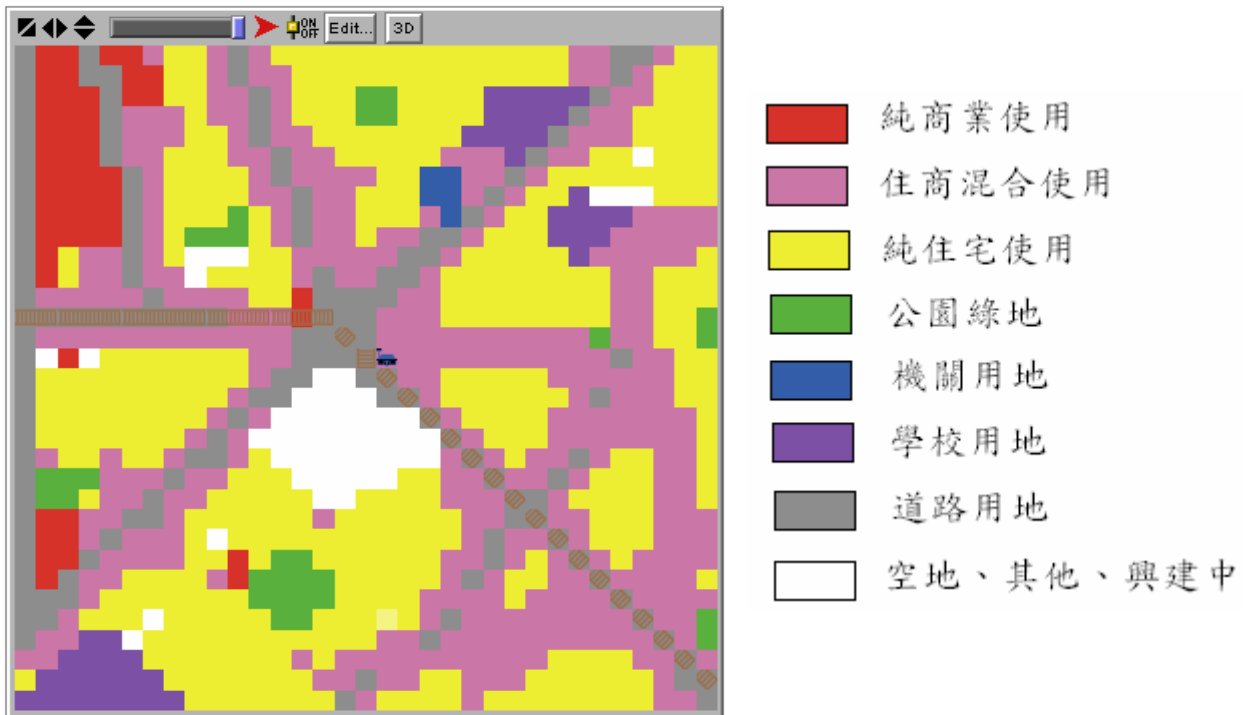 ON
OFF
Edit...
3D
純商業使用
住商混合使用
純住宅使用
公園綠地
機關用地
學校用地
道路用地
空地、其他、興建中